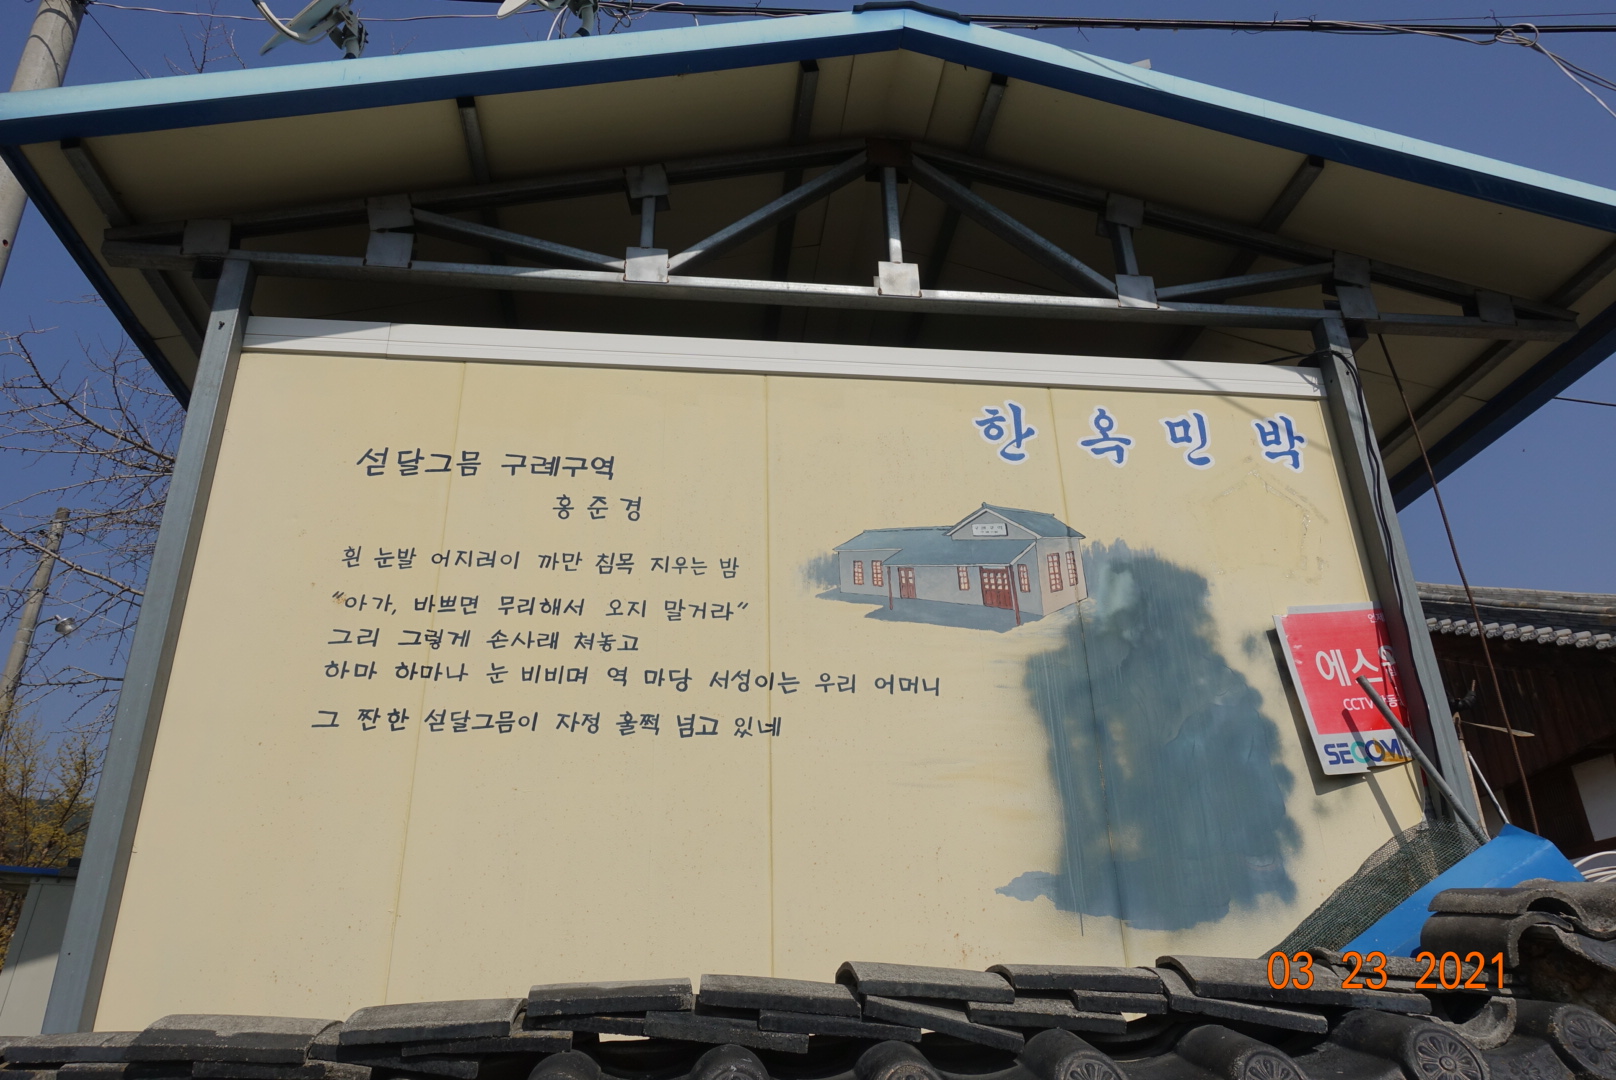 한옥민박
섣달그믐 구례구역
홍준경
흰 눈발 어지러이 까만 침목 지우는 밤
"아가, 바쁘면 무리해서 오지 말거라"
그리 그렇게 손사래 쳐놓고
하마 하마나 눈 비비며 역 마당 서성이는 우리 어머니
그 짠한 섣달그믐이 자정 훌쩍 넘고 있네
에스
CCTV
SECOM
03 23 2021